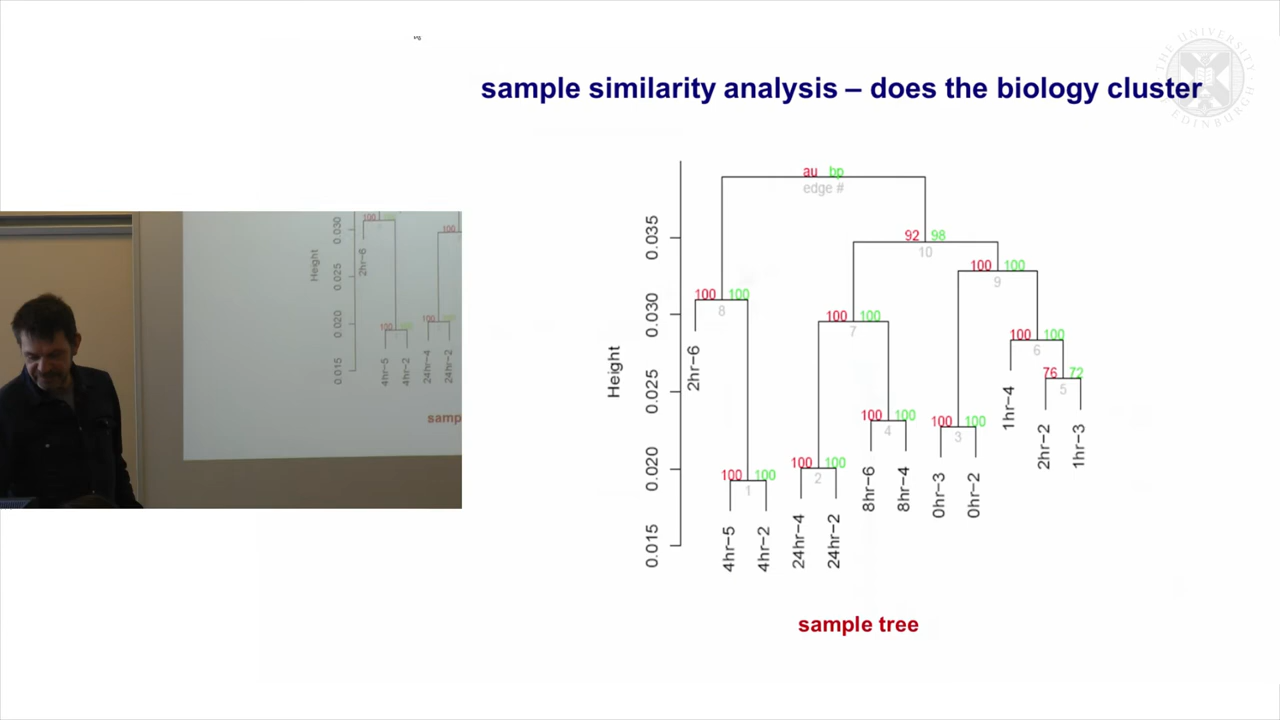 sample similarity analysis – does the biology cluster
THE UNIVERSITY
EDINBURGH
au bp
edge #
92 98
10
100 100
9
100 100
8
100 100
7
100 100
6
76 72
5
100 100
4
100 100
3
100 100
2
100 100
1
Height
0.035
0.030
0.025
0.020
0.015
2hr–6
4hr–5
4hr–2
24hr–4
24hr–2
8hr–6
8hr–4
0hr–3
0hr–2
1hr–4
2hr–2
1hr–3
sample tree
Height
0.030
0.025
0.020
0.015
100
100
2hr–6
100
100
4hr–5
4hr–2
24hr–4
24hr–2
samp